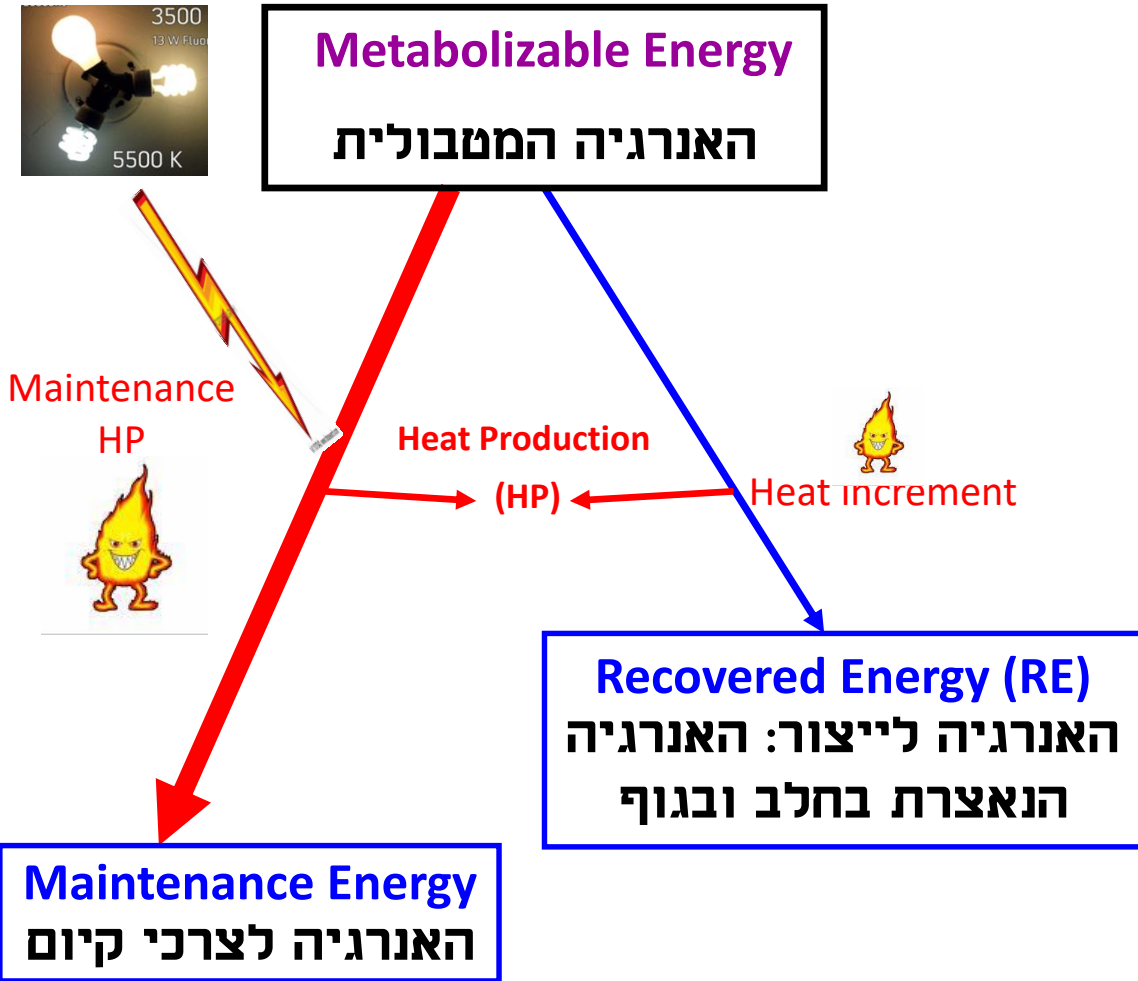 3500
13 W Fluo
5500 K
Metabolizable Energy
האנרגיה המטבולית
Maintenance
HP
Heat Production
(HP)
Heat Increment
Recovered Energy (RE)
האנרגיה לייצור: האנרגיה
הנאצרת בחלב ובגוף
Maintenance Energy
האנרגיה לצרכי קיום